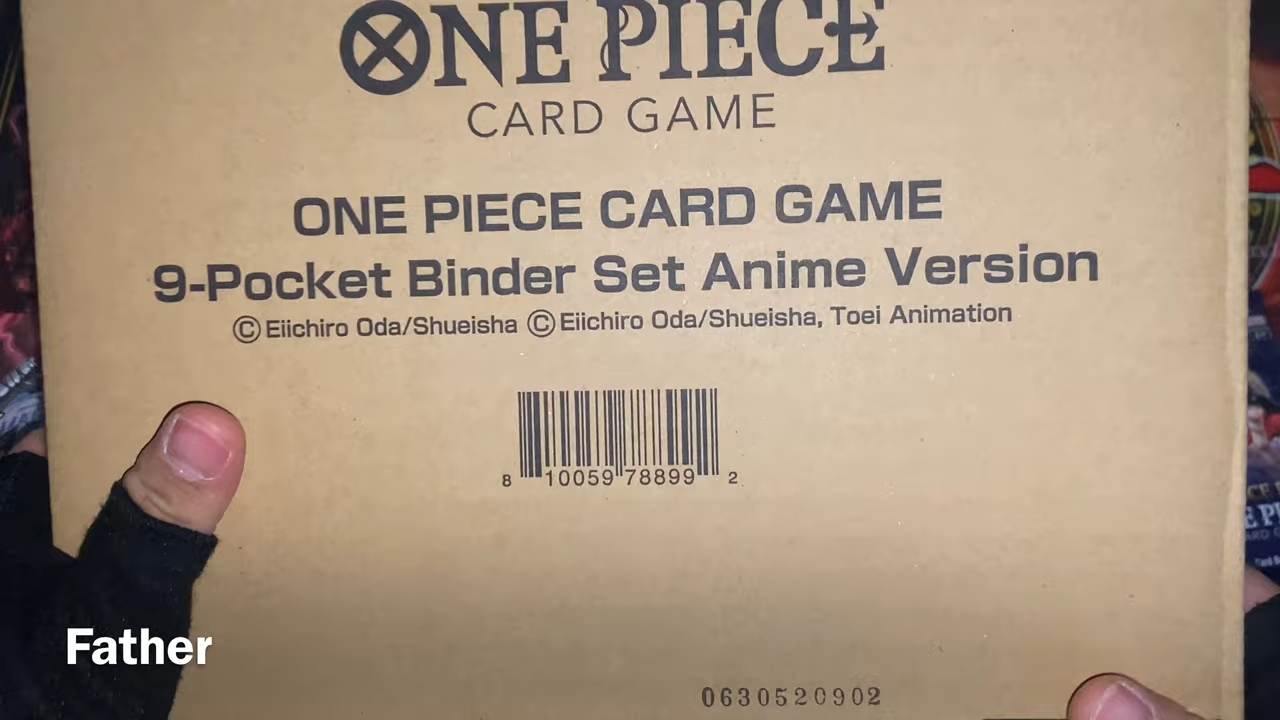 ONE PIECE
CARD GAME
ONE PIECE CARD GAME
9-Pocket Binder Set Anime Version
©Eiichiro Oda/Shueisha ©Eiichiro Oda/Shueisha, Toei Animation
8 10059 78899 2
Father
0630520902